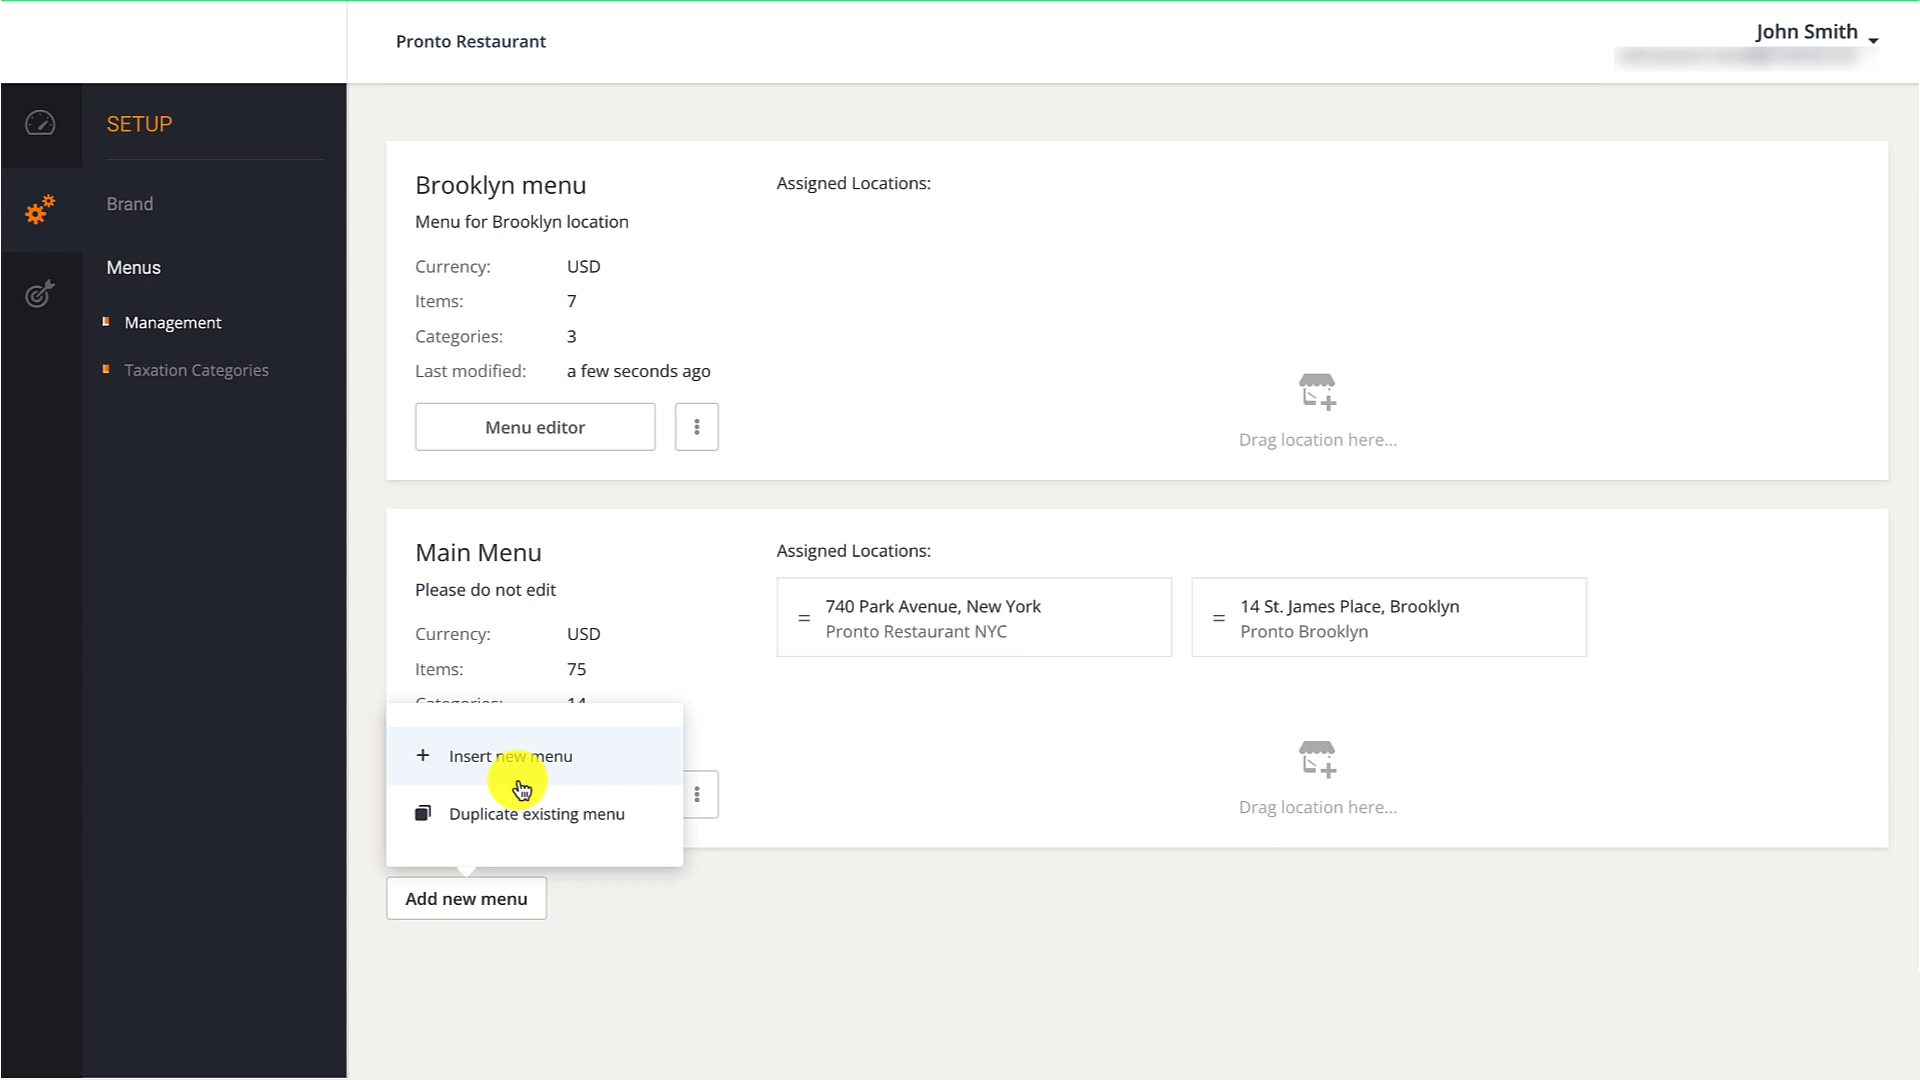 Pronto Restaurant
John Smith
SETUP
Brand
Menus
Management
Taxation Categories
Brooklyn menu
Menu for Brooklyn location
Currency: USD
Items: 7
Categories: 3
Last modified: a few seconds ago
Menu editor
Assigned Locations:
Drag location here...
Main Menu
Please do not edit
Currency: USD
Items: 75
Categories: 14
Assigned Locations:
740 Park Avenue, New York
Pronto Restaurant NYC
14 St. James Place, Brooklyn
Pronto Brooklyn
Drag location here...
Insert new menu
Duplicate existing menu
Add new menu